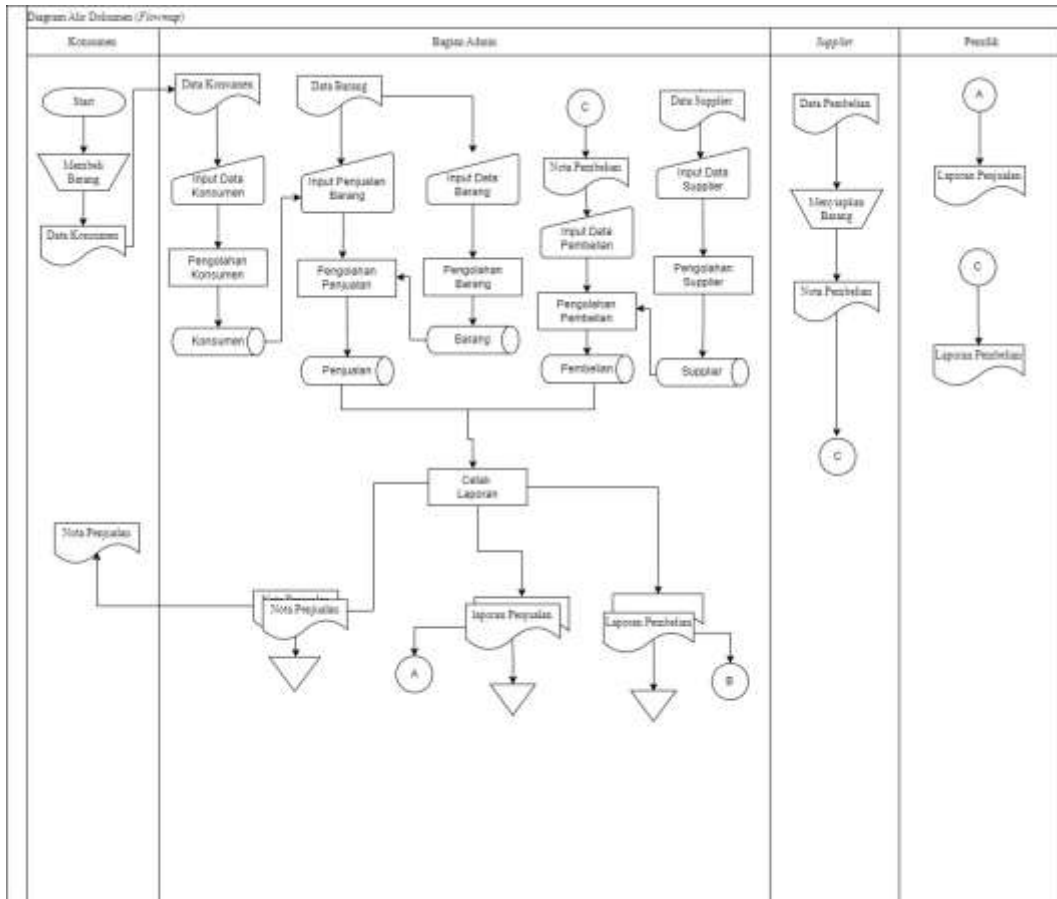 Diagram Alir Dokumen (Flowmap)
Konsumen
Bagian Admin
Supplier
Pemilik
Start
Membeli
Barang
Data Konsumen
Nota Penjualan
Data Konsumen
Input Data
Konsumen
Pengolahan
Konsumen
Konsumen
Data Barang
Input Penjualan
Barang
Pengolahan
Penjualan
Penjualan
Input Data
Barang
Pengolahan
Barang
Barang
C
Nota Pembelian
Input Data
Pembelian
Pengolahan
Pembelian
Pembelian
Data Supplier
Input Data
Supplier
Pengolahan
Supplier
Supplier
Cetak
Laporan
Nota Penjualan
Nota Penjualan
laporan Penjualan
A
Laporan Pembelian
B
Data Pembelian
Menyiapkan
Barang
Nota Pembelian
C
A
Laporan Penjualan
C
Laporan Pembelian